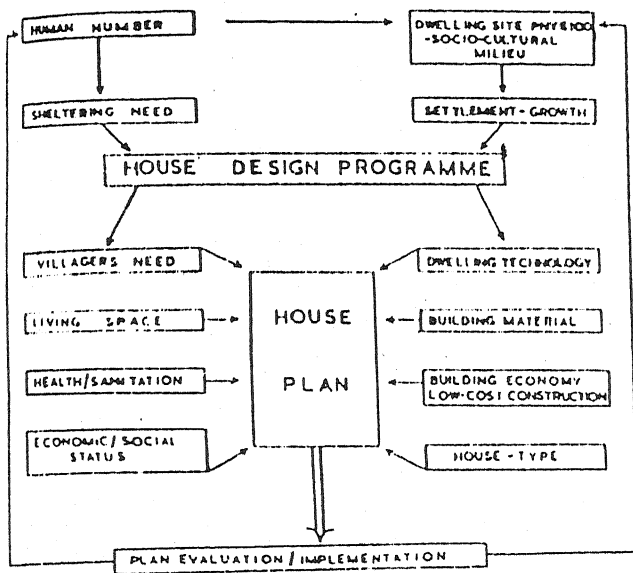 HUMAN NUMBER
DWELLING SITE PHYSICO
-SOCIO-CULTURAL
MILIEU
SHELTERING NEED
SETTLEMENT-GROWTH
HOUSE DESIGN PROGRAMME
VILLAGERS NEED
DWELLING TECHNOLOGY
LIVING SPACE
BUILDING MATERIAL
HOUSE
PLAN
HEALTH/SANITATION
BUILDING ECONOMY
LOW-COST CONSTRUCTION
ECONOMIC/SOCIAL
STATUS
HOUSE-TYPE
PLAN EVALUATION/IMPLEMENTATION